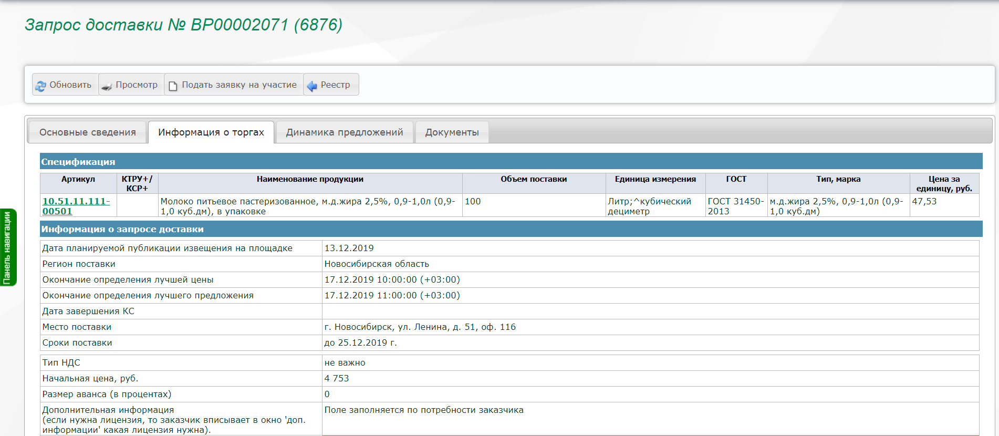 Запрос доставки № ВР00002071 (6876)
Обновить Просмотр Подать заявку на участие Реестр
Основные сведения Информация о торгах Динамика предложений Документы
Спецификация
Артикул КТРУ+/ КСР+ Наименование продукции Объем поставки Единица измерения ГОСТ Тип, марка Цена за единицу, руб.
10.51.11.111-00501 Молоко питьевое пастеризованное, м.д.жира 2,5%, 0,9-1,0л (0,9-1,0 куб.дм), в упаковке 100 Литр;^кубический дециметр ГОСТ 31450-2013 м.д.жира 2,5%, 0,9-1,0л (0,9-1,0 куб.дм) 47,53
Информация о запросе доставки
Дата планируемой публикации извещения на площадке 13.12.2019
Регион поставки Новосибирская область
Окончание определения лучшей цены 17.12.2019 10:00:00 (+03:00)
Окончание определения лучшего предложения 17.12.2019 11:00:00 (+03:00)
Дата завершения КС
Место поставки г. Новосибирск, ул. Ленина, д. 51, оф. 116
Сроки поставки до 25.12.2019 г.
Тип НДС не важно
Начальная цена, руб. 4 753
Размер аванса (в процентах) 0
Дополнительная информация Поле заполняется по потребности заказчика
(если нужна лицензия, то заказчик вписывает в окно 'доп.
информации' какая лицензия нужна).
Панель навигации